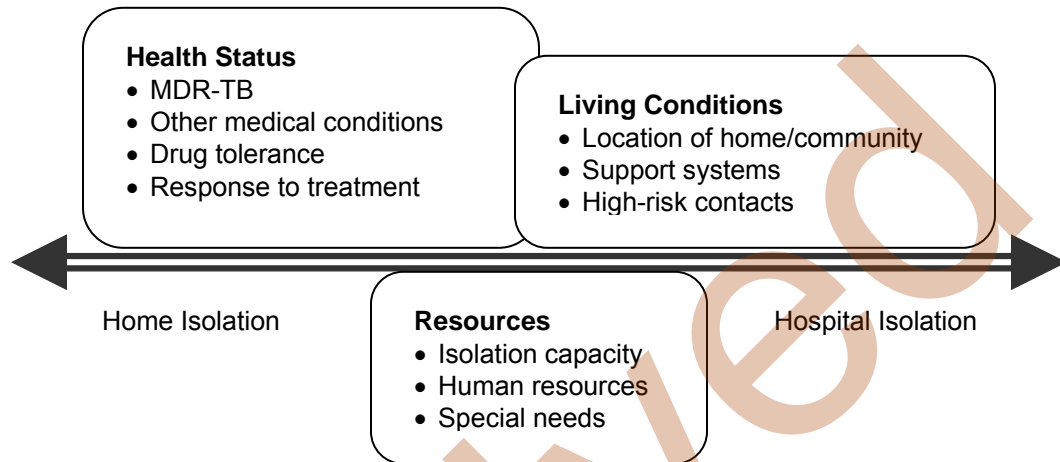 Health Status
• MDR-TB
• Other medical conditions
• Drug tolerance
• Response to treatment
Living Conditions
• Location of home/community
• Support systems
• High-risk contacts
Home Isolation
Hospital Isolation
Resources
• Isolation capacity
• Human resources
• Special needs